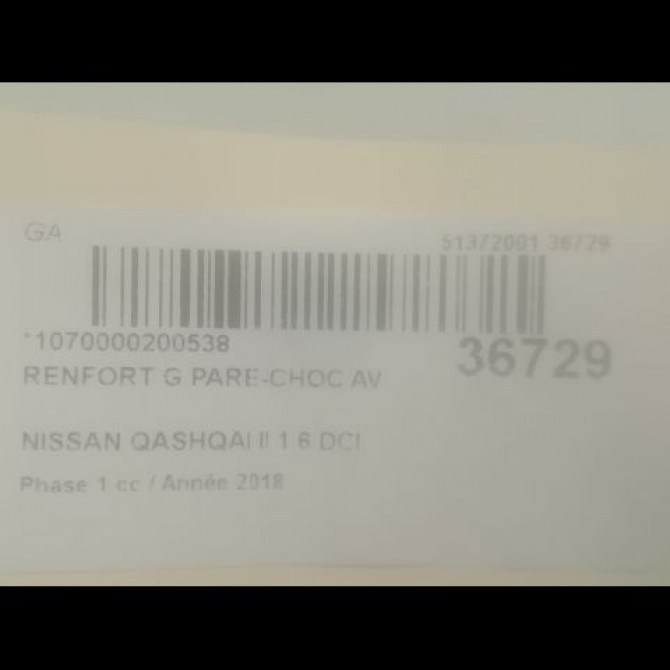 GA
51372001 36729
*1070000200538
36729
RENFORT G PARE-CHOC AV
NISSAN QASHQAI II 1 6 DCI
Phase 1 cc / Année 2018